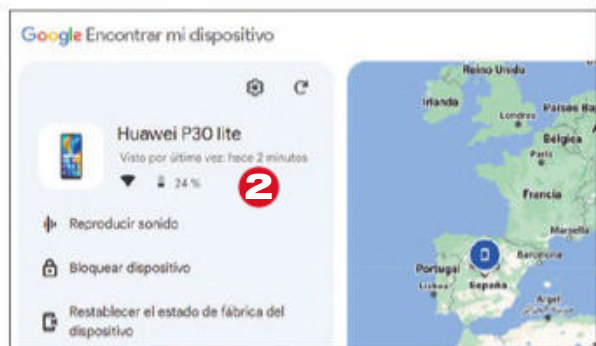 Google Encontrar mi dispositivo
Huawei P30 lite
Visto por última vez: hace 2 minutos
24 %
2
Reproducir sonido
Bloquear dispositivo
Restablecer el estado de fábrica del
dispositivo
Reino Unido
Irlanda
Londres
Países Ba
Bélgica
París
Francia
Marsella
Barcelona
Portugal
Lisboa
España
Argel